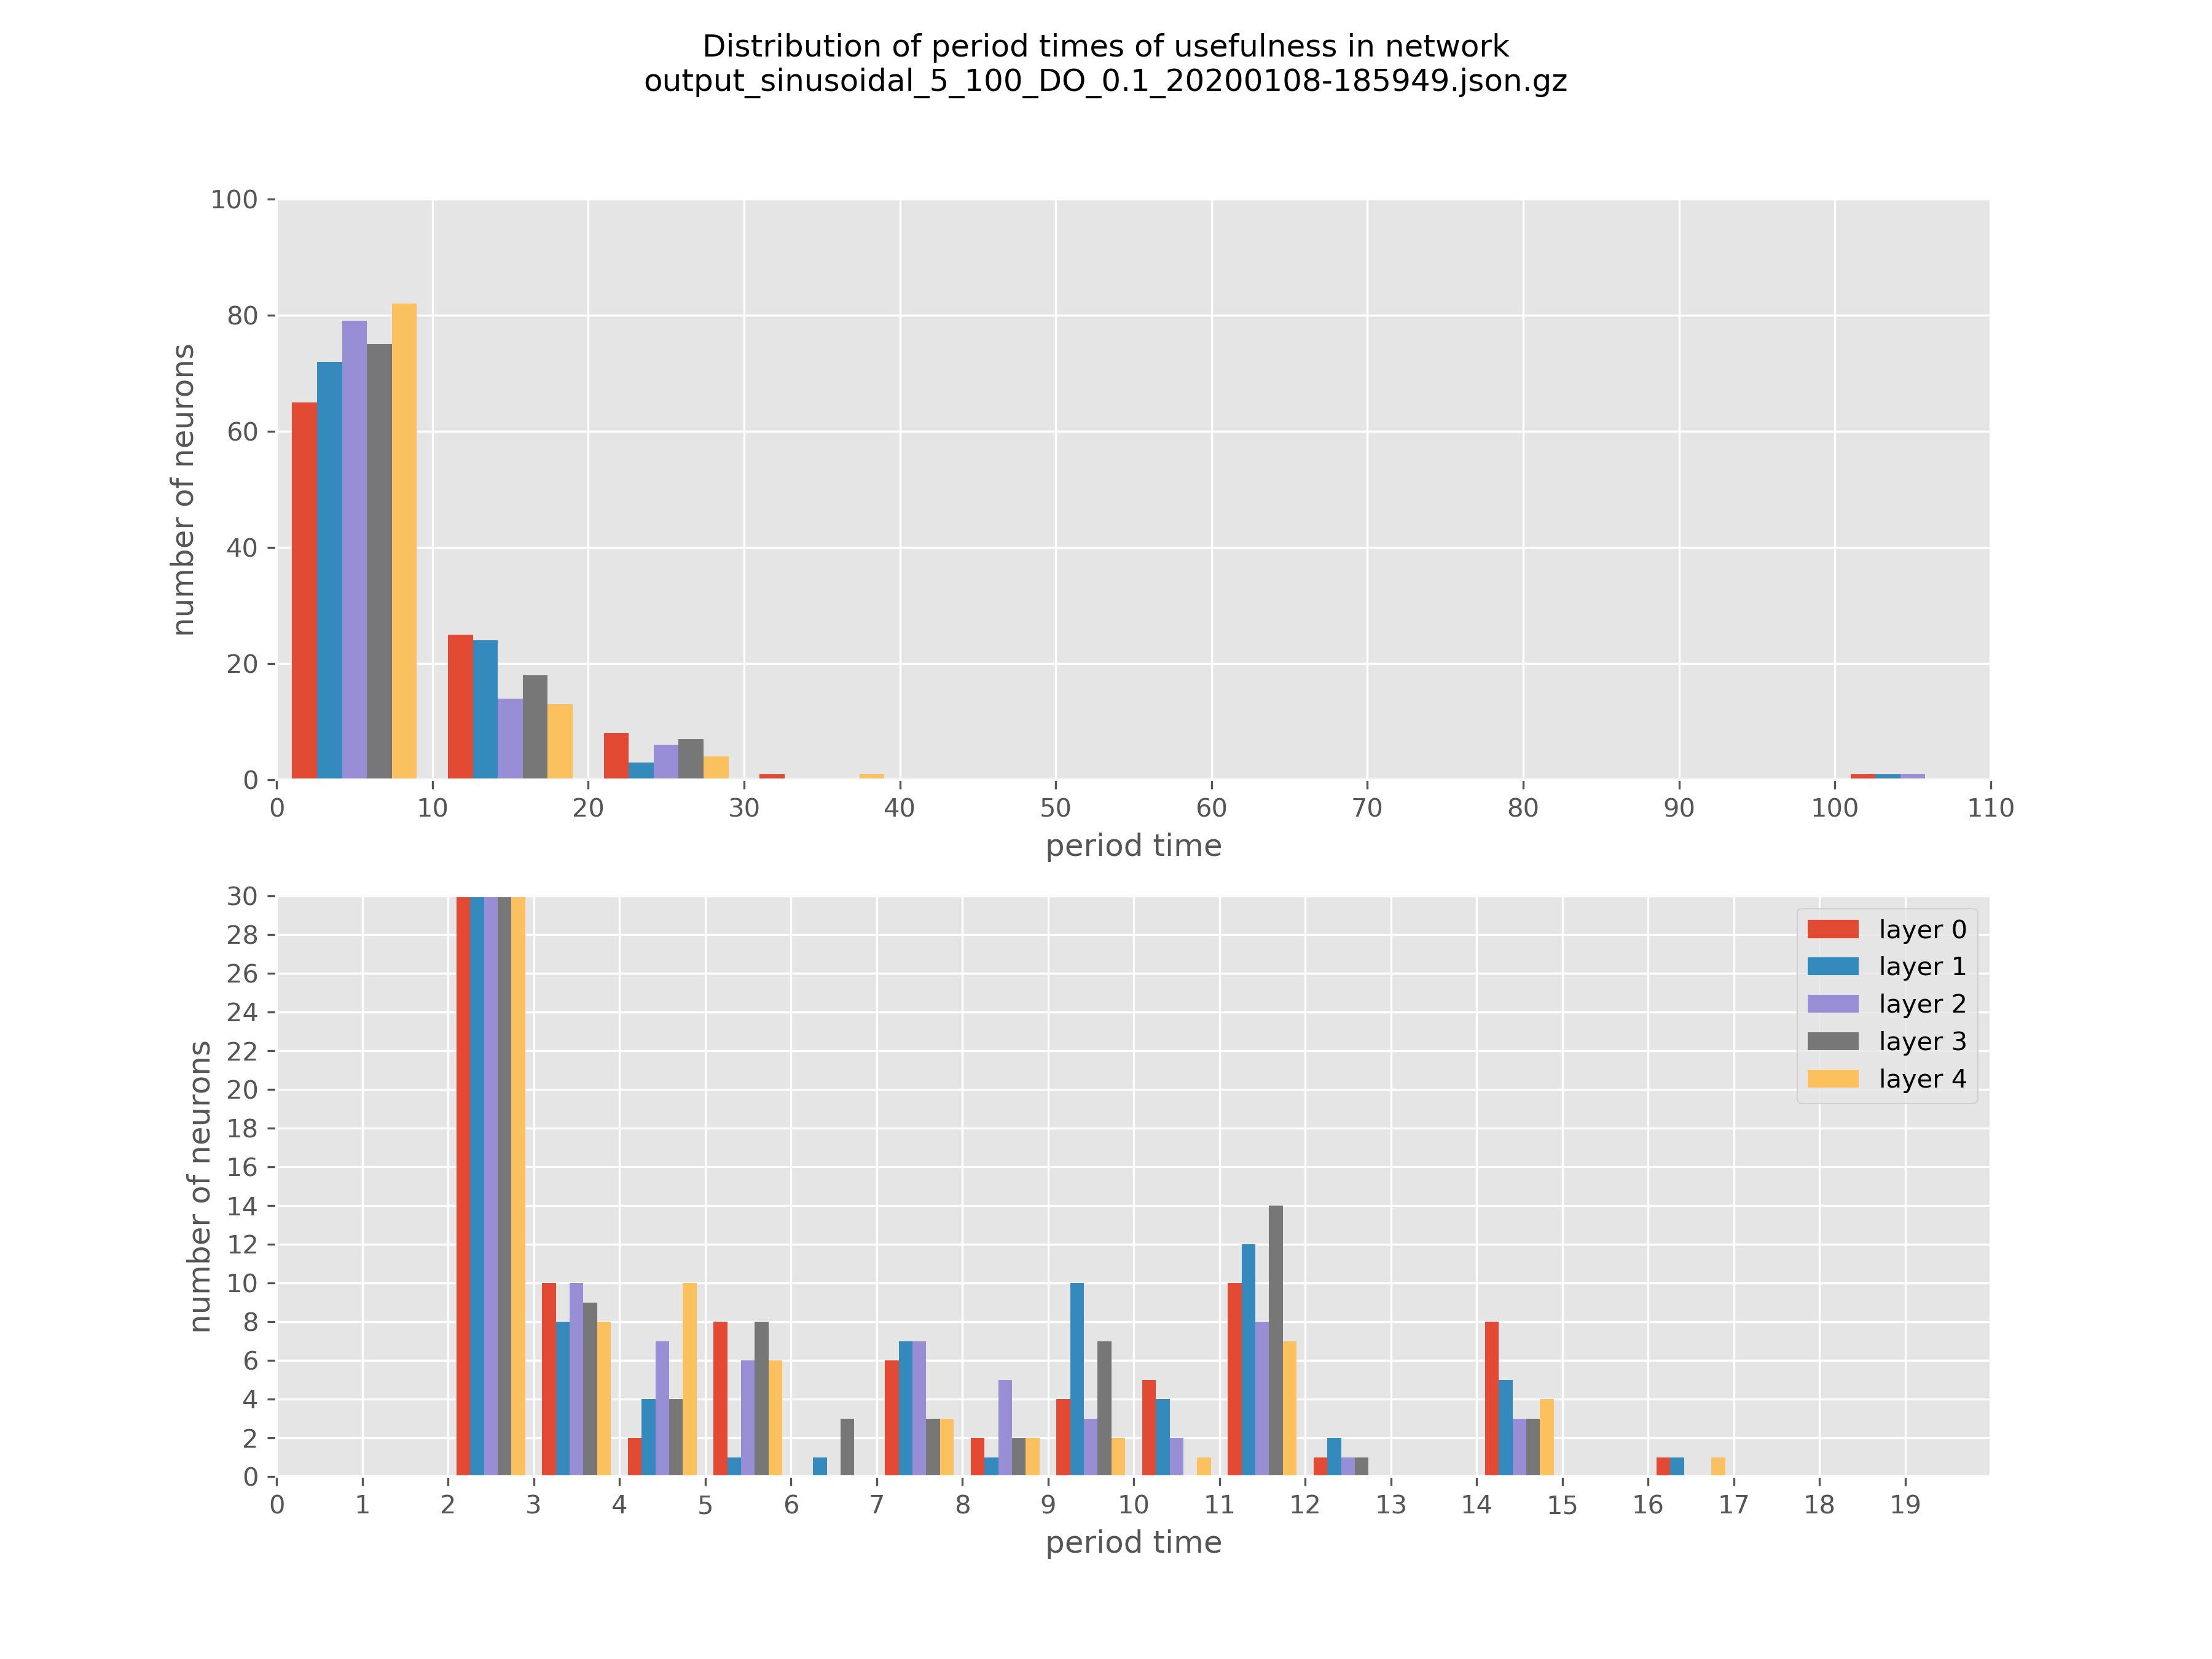 Distribution of period times of usefulness in network
output_sinusoidal_5_100_DO_0.1_20200108-185949.json.gz
100
80
60
40
20
0
number of neurons
0 10 20 30 40 50 60 70 80 90 100 110
period time
30
28
26
24
22
20
18
16
14
12
10
8
6
4
2
0
number of neurons
layer 0
layer 1
layer 2
layer 3
layer 4
0 1 2 3 4 5 6 7 8 9 10 11 12 13 14 15 16 17 18 19
period time